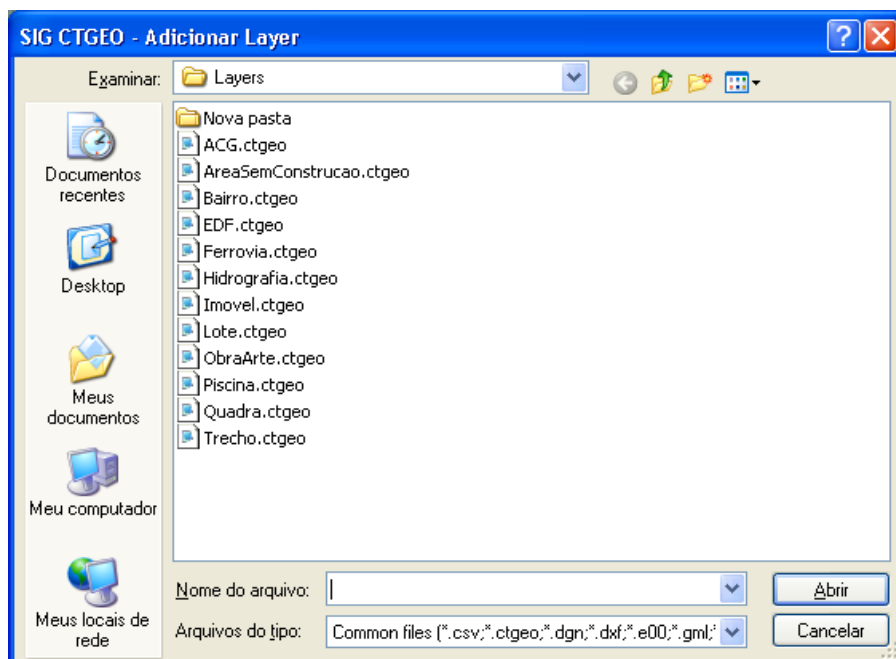 SIG CTGEO - Adicionar Layer
Examinar:
Layers
Nova pasta
ACG.ctgeo
AreaSemConstrucao.ctgeo
Bairro.ctgeo
EDF.ctgeo
Ferrovia.ctgeo
Hidrografia.ctgeo
Imovel.ctgeo
Lote.ctgeo
ObraArte.ctgeo
Piscina.ctgeo
Quadra.ctgeo
Trecho.ctgeo
Documentos
recentes
Desktop
Meus
documentos
Meu computador
Meus locais de
rede
Nome do arquivo:
Abrir
Arquivos do tipo:
Common files (*.csv;*.ctgeo;*.dgn;*.dxf;*.e00;*.gml;*
Cancelar